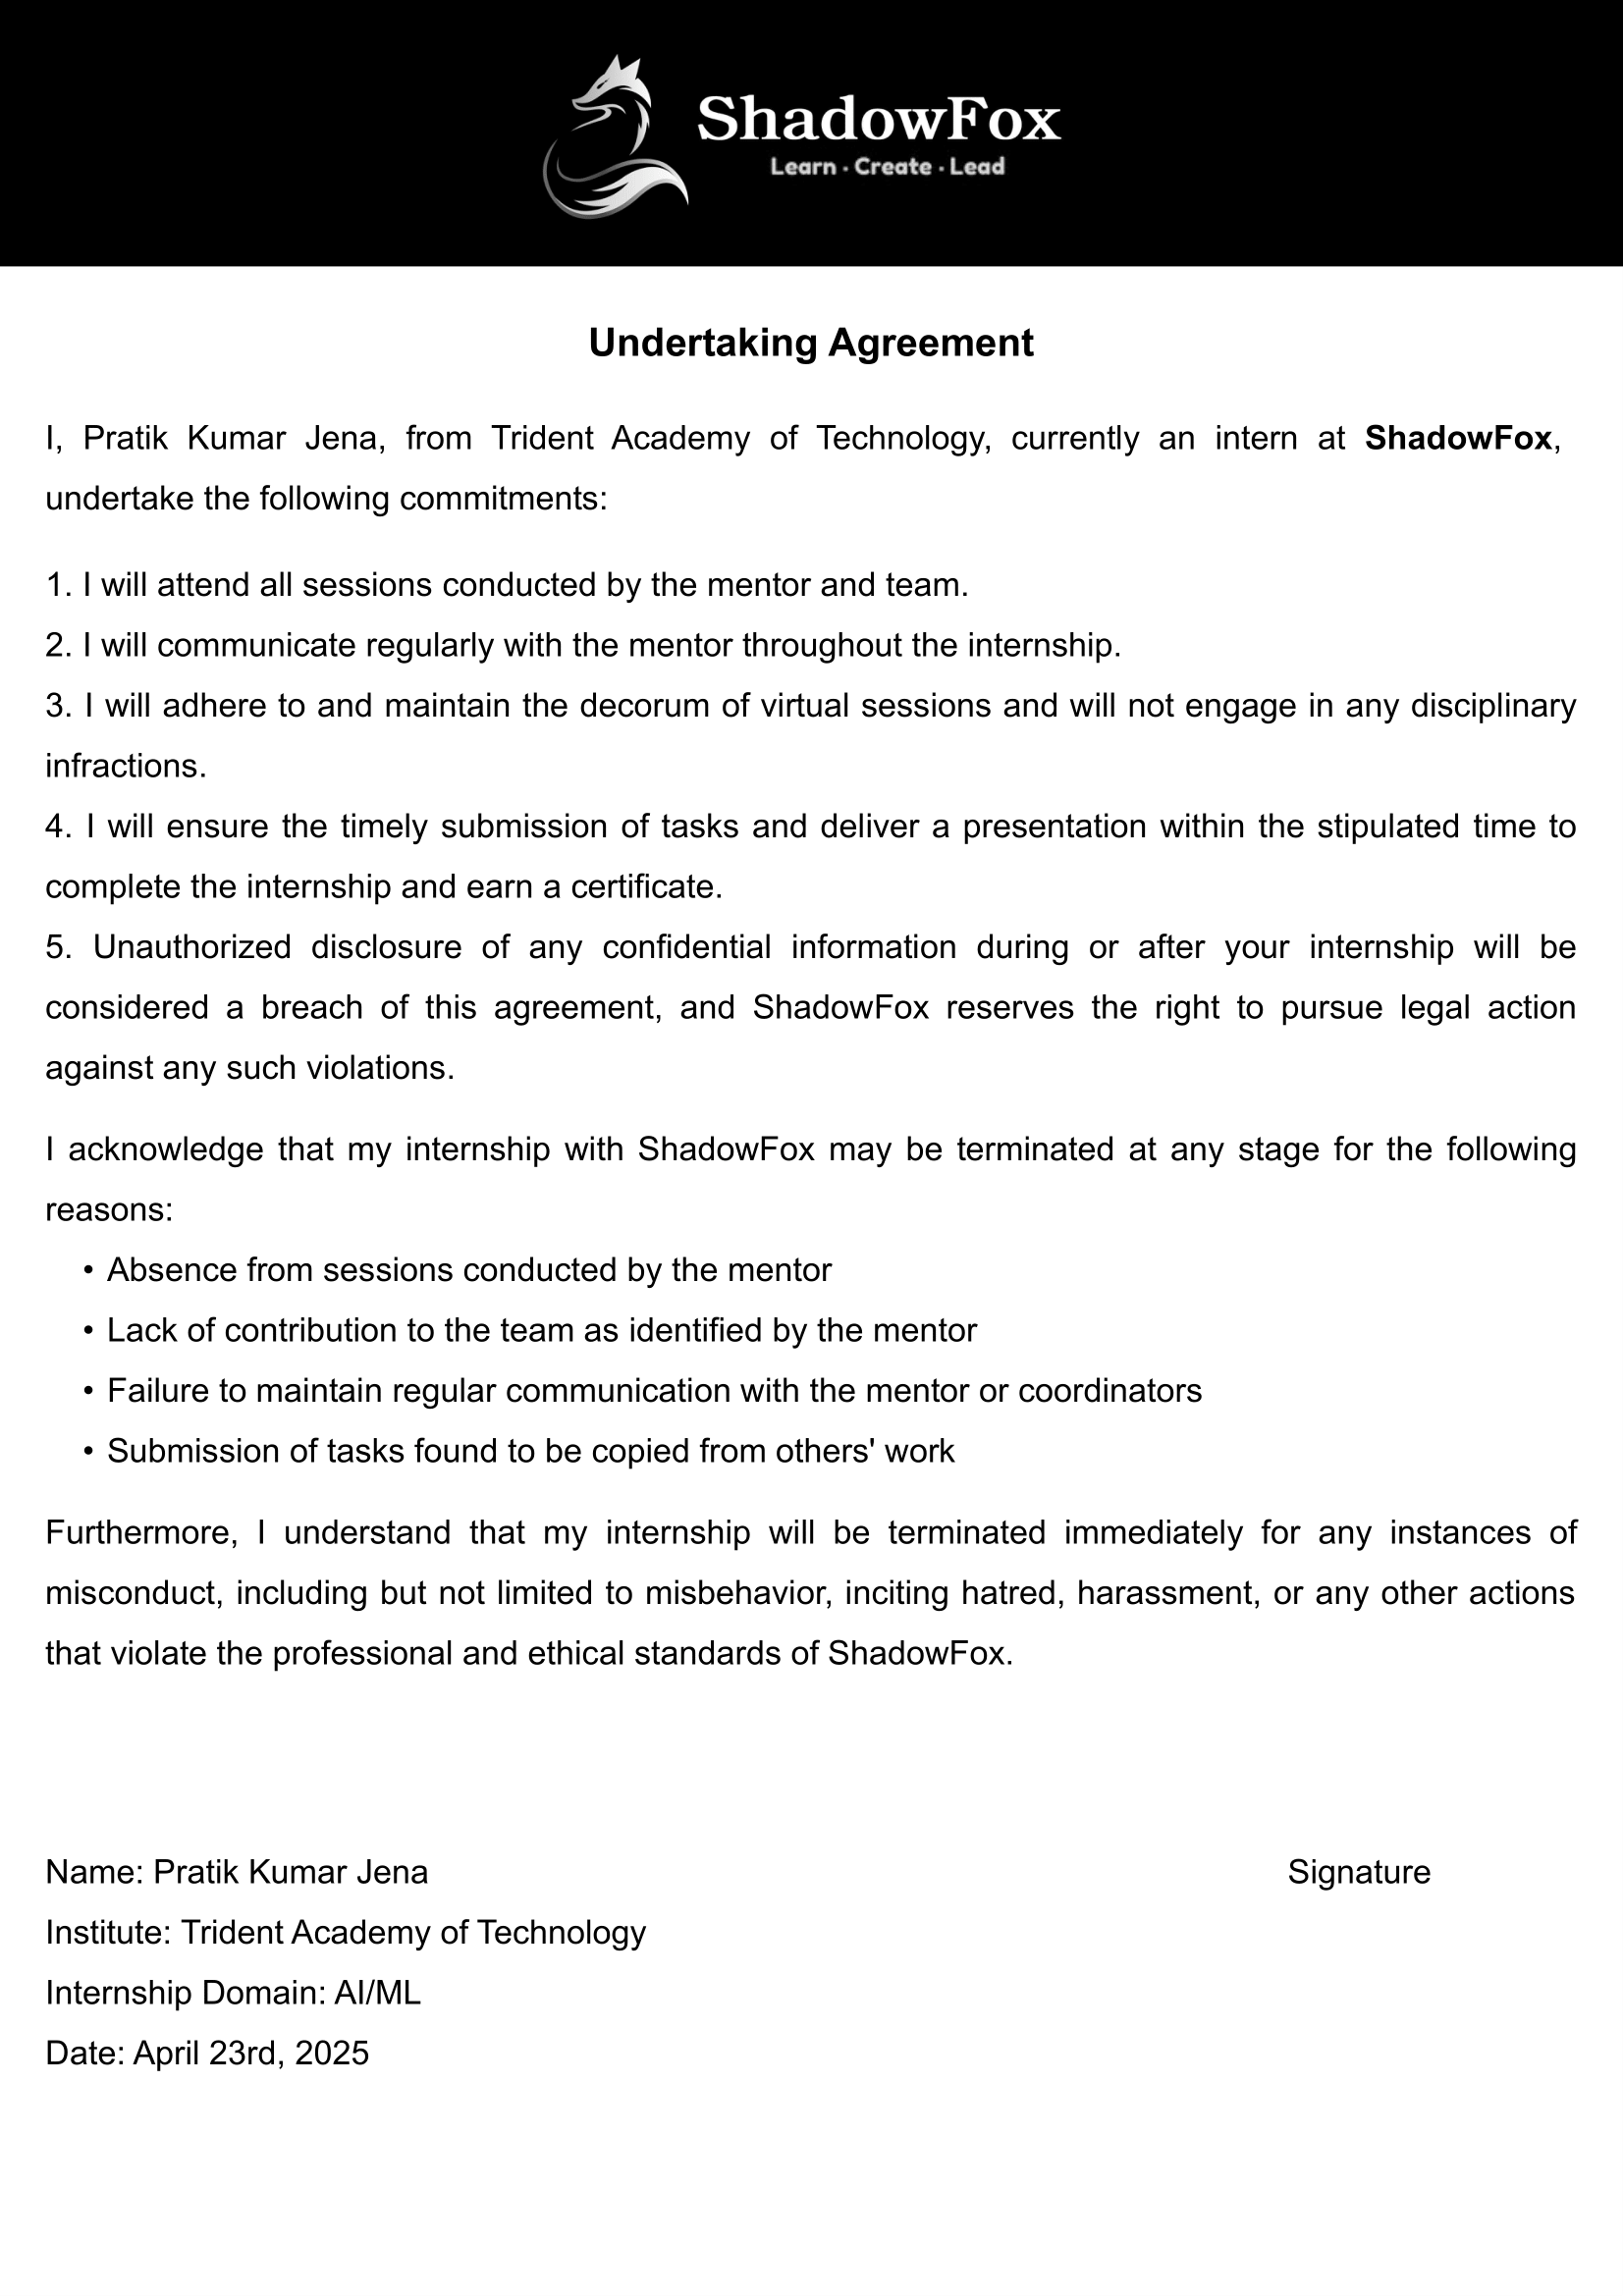 ShadowFox
Learn · Create · Lead
Undertaking Agreement
I, Pratik Kumar Jena, from Trident Academy of Technology, currently an intern at ShadowFox,
undertake the following commitments:
1. I will attend all sessions conducted by the mentor and team.
2. I will communicate regularly with the mentor throughout the internship.
3. I will adhere to and maintain the decorum of virtual sessions and will not engage in any disciplinary
infractions.
4. I will ensure the timely submission of tasks and deliver a presentation within the stipulated time to
complete the internship and earn a certificate.
5. Unauthorized disclosure of any confidential information during or after your internship will be
considered a breach of this agreement, and ShadowFox reserves the right to pursue legal action
against any such violations.
I acknowledge that my internship with ShadowFox may be terminated at any stage for the following
reasons:
• Absence from sessions conducted by the mentor
• Lack of contribution to the team as identified by the mentor
• Failure to maintain regular communication with the mentor or coordinators
• Submission of tasks found to be copied from others' work
Furthermore, I understand that my internship will be terminated immediately for any instances of
misconduct, including but not limited to misbehavior, inciting hatred, harassment, or any other actions
that violate the professional and ethical standards of ShadowFox.
Name: Pratik Kumar Jena Signature
Institute: Trident Academy of Technology
Internship Domain: AI/ML
Date: April 23rd, 2025